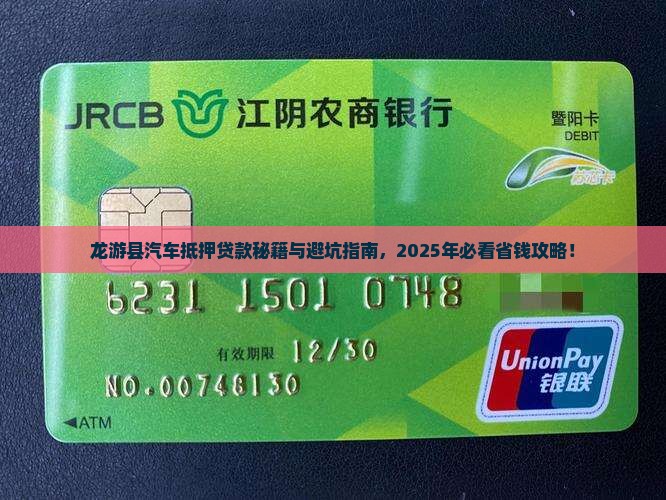 JRCB 江阴农商银行 暨阳卡
DEBIT
龙游县汽车抵押贷款秘籍与避坑指南，2025年必看省钱攻略！
6231 1501 0748
有效期限 12/30
NO.00748130
UnionPay
银联
◄ATM